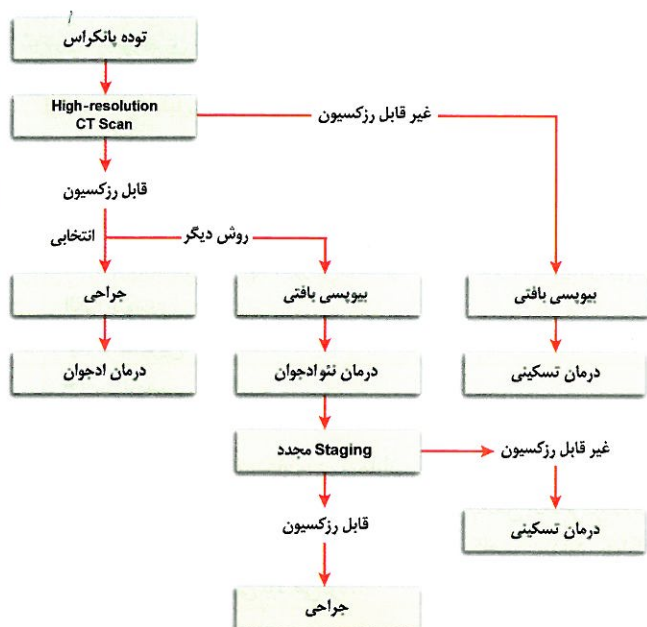 توده پانکراس
High-resolution
CT Scan
غیر قابل رزکسیون
قابل رزکسیون
انتخابی
روش دیگر
جراحی
بیوپسی بافتی
بیوپسی بافتی
درمان ادجوان
درمان نئوادجوان
درمان تسکینی
Staging مجدد
غیر قابل رزکسیون
قابل رزکسیون
درمان تسکینی
جراحی